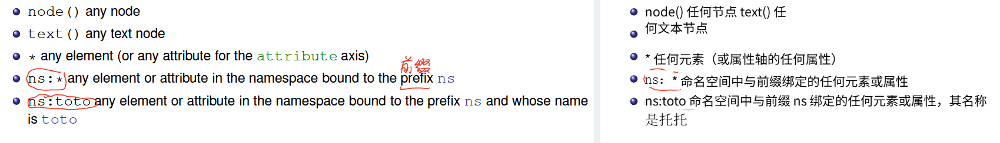 node() any node
text() any text node
* any element (or any attribute for the attribute axis)
前缀
ns:* any element or attribute in the namespace bound to the prefix ns
ns:toto any element or attribute in the namespace bound to the prefix ns and whose name
is toto
node() 任何节点 text() 任
何文本节点
* 任何元素（或属性轴的任何属性）
ns：* 命名空间中与前缀绑定的任何元素或属性
ns:toto 命名空间中与前缀 ns 绑定的任何元素或属性，其名称
是托托